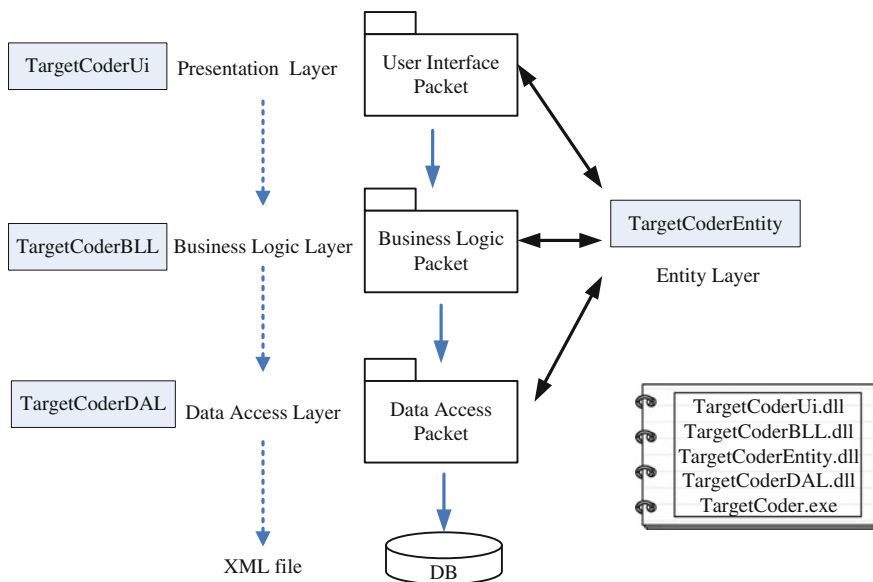 TargetCoderUi
Presentation Layer
User Interface
Packet
TargetCoderBLL
Business Logic Layer
Business Logic
Packet
TargetCoderEntity
Entity Layer
TargetCoderDAL
Data Access Layer
Data Access
Packet
TargetCoderUi.dll
TargetCoderBLL.dll
TargetCoderEntity.dll
TargetCoderDAL.dll
TargetCoder.exe
XML file
DB